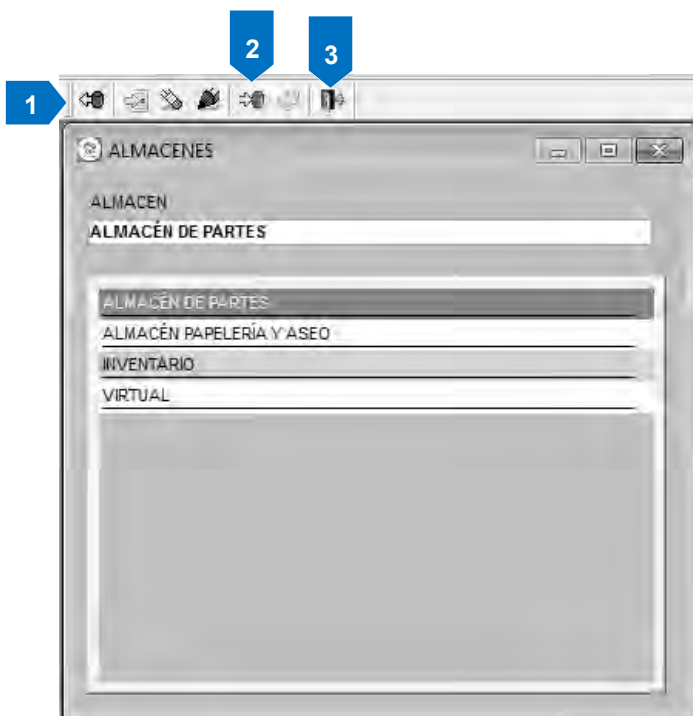 2
3
1
ALMACENES
ALMACEN
ALMACÉN DE PARTES
ALMACÉN DE PARTES
ALMACÉN PAPELERÍA Y ASEO
INVENTARIO
VIRTUAL